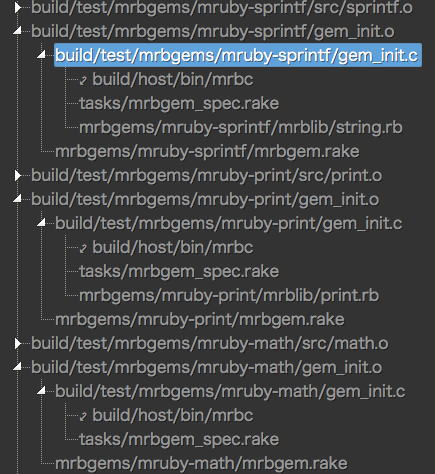 build/test/mrbgems/mruby-sprintf/src/sprintf.o
build/test/mrbgems/mruby-sprintf/gem_init.o
build/test/mrbgems/mruby-sprintf/gem_init.c
build/host/bin/mrbc
tasks/mrbgem_spec.rake
mrbgems/mruby-sprintf/mrblib/string.rb
mrbgems/mruby-sprintf/mrbgem.rake
build/test/mrbgems/mruby-print/src/print.o
build/test/mrbgems/mruby-print/gem_init.o
build/test/mrbgems/mruby-print/gem_init.c
build/host/bin/mrbc
tasks/mrbgem_spec.rake
mrbgems/mruby-print/mrblib/print.rb
mrbgems/mruby-print/mrbgem.rake
build/test/mrbgems/mruby-math/src/math.o
build/test/mrbgems/mruby-math/gem_init.o
build/test/mrbgems/mruby-math/gem_init.c
build/host/bin/mrbc
tasks/mrbgem_spec.rake
mrbgems/mruby-math/mrbgem.rake